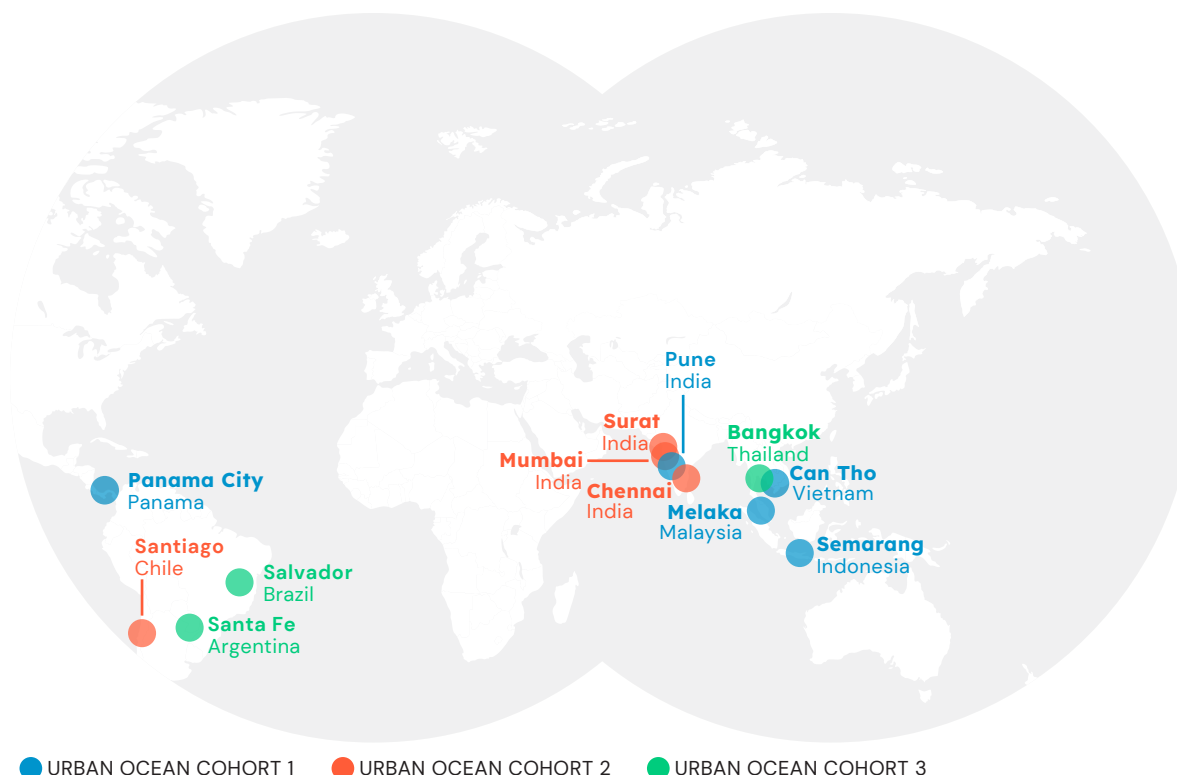 Pune
India
Surat
India
Mumbai
India
Chennai
India
Bangkok
Thailand
Can Tho
Vietnam
Melaka
Malaysia
Semarang
Indonesia
Panama City
Panama
Santiago
Chile
Salvador
Brazil
Santa Fe
Argentina
URBAN OCEAN COHORT 1
URBAN OCEAN COHORT 2
URBAN OCEAN COHORT 3